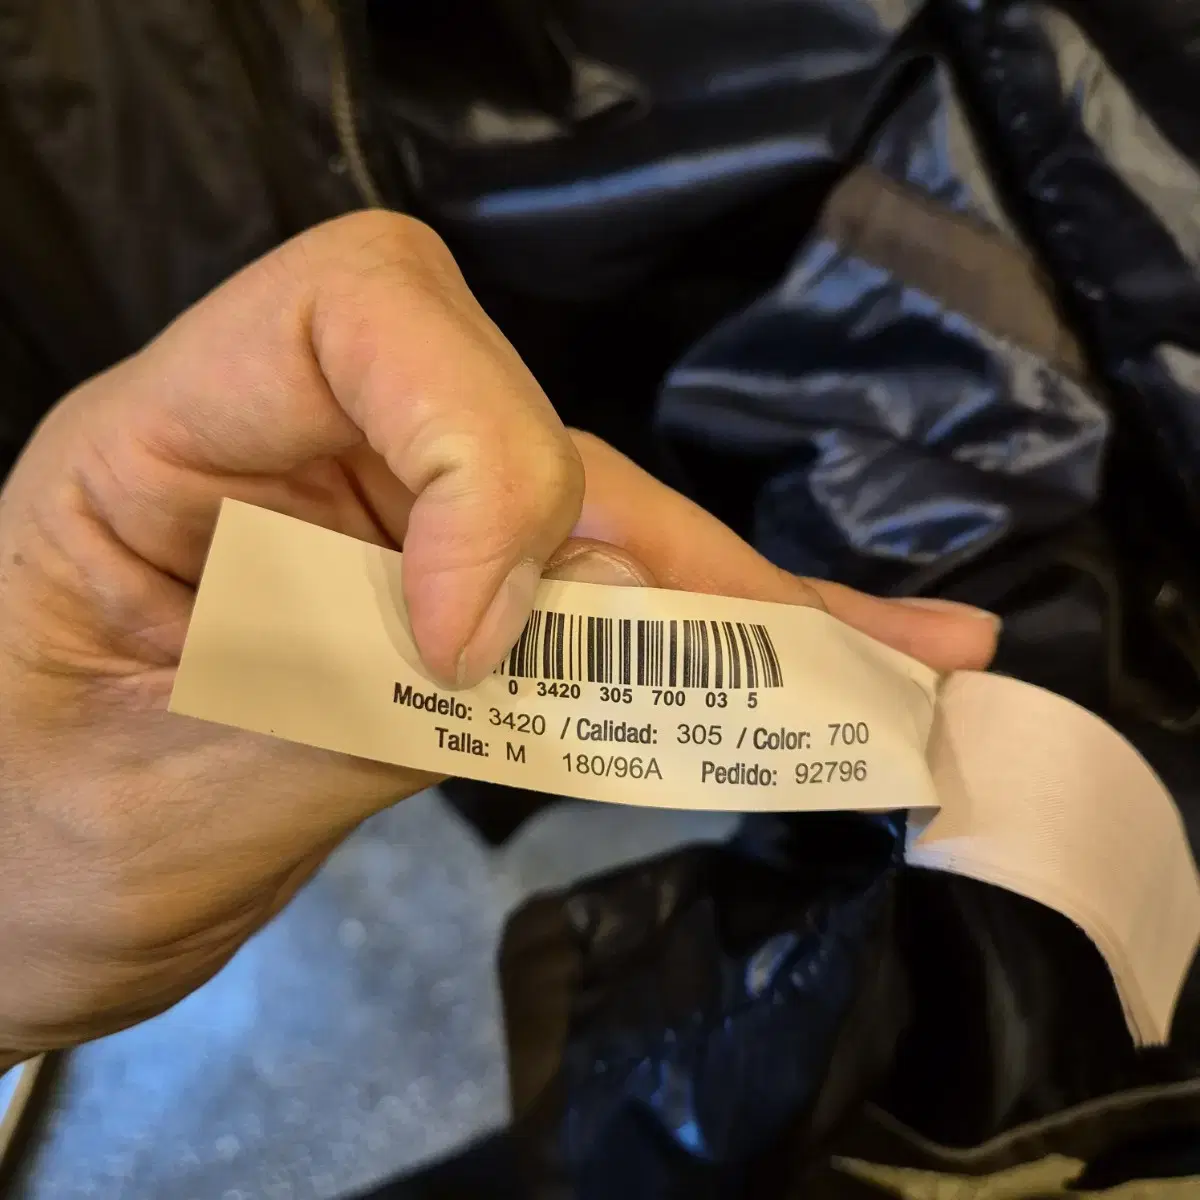 0 3420 305 700 03 5
Modelo: 3420 / Calidad: 305 / Color: 700
Talla: M 180/96A Pedido: 92796